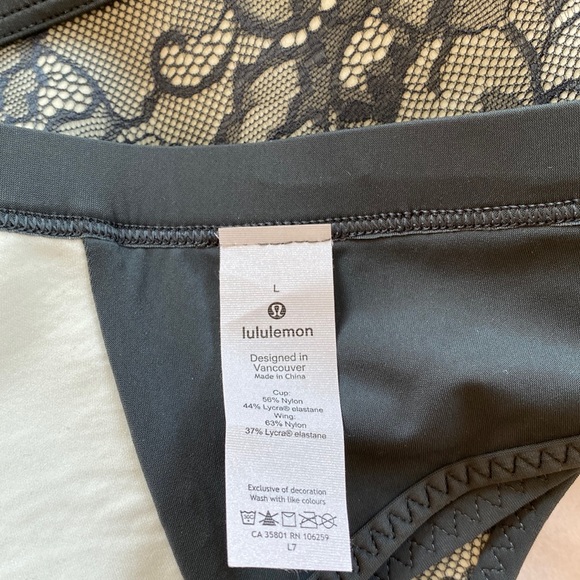 L
lululemon
Designed in
Vancouver
Made in China
Cup:
56% Nylon
44% Lycra® elastane
Wing:
63% Nylon
37% Lycra® elastane
Exclusive of decoration
Wash with like colours
CA 35801 RN 106259
L7